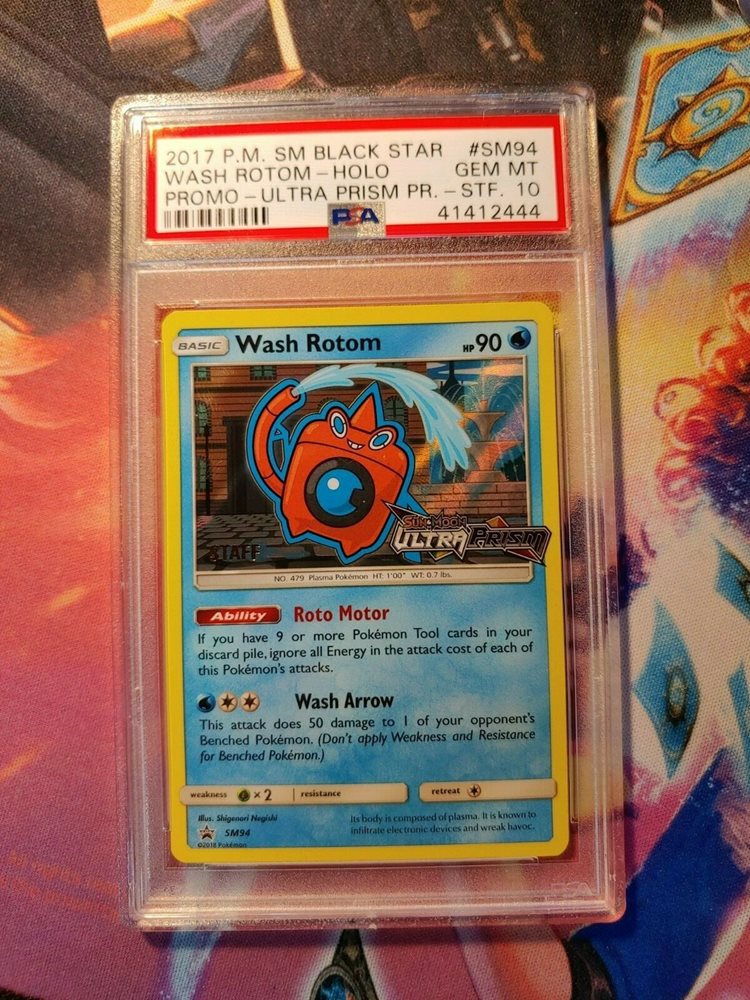 2017 P.M. SM BLACK STAR #SM94
WASH ROTOM-HOLO GEM MT
PROMO-ULTRA PRISM PR.-STF. 10
PSA 41412444
BASIC Wash Rotom HP 90
STAFF
SUN & MOON
ULTRA PRISM
NO. 479 Plasma Pokémon HT: 1'00" WT: 0.7 lbs.
Ability Roto Motor
If you have 9 or more Pokémon Tool cards in your
discard pile, ignore all Energy in the attack cost of each of
this Pokémon's attacks.
Wash Arrow
This attack does 50 damage to 1 of your opponent's
Benched Pokémon. (Don't apply Weakness and Resistance
for Benched Pokémon.)
weakness ×2 resistance retreat
Illus. Shigenori Negishi
SM94
©2018 Pokémon
Its body is composed of plasma. It is known to
infiltrate electronic devices and wreak havoc.